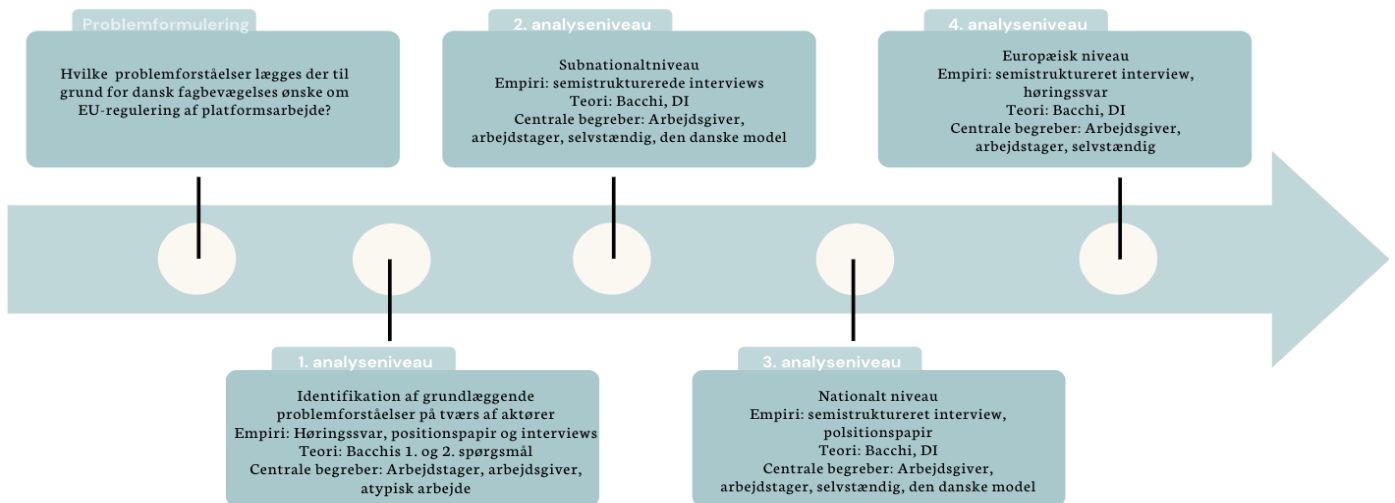 Problemformulering
Hvilke problemforståelser lægges der til
grund for dansk fagbevægelses ønske om
EU-regulering af platformsarbejde?
1. analyseniveau
Identifikation af grundlæggende
problemforståelser på tværs af aktører
Empiri: Høringssvar, positionspapir og interviews
Teori: Bacchis 1. og 2. spørgsmål
Centrale begreber: Arbejdstager, arbejdsgiver,
atypisk arbejde
2. analyseniveau
Subnationaltniveau
Empiri: semistrukturerede interviews
Teori: Bacchi, DI
Centrale begreber: Arbejdsgiver,
arbejdstager, selvstændig, den danske model
3. analyseniveau
Nationalt niveau
Empiri: semistruktureret interview,
polsitionspapir
Teori: Bacchi, DI
Centrale begreber: Arbejdsgiver,
arbejdstager, selvstændig, den danske model
4. analyseniveau
Europæisk niveau
Empiri: semistruktureret interview,
høringssvar
Teori: Bacchi, DI
Centrale begreber: Arbejdsgiver,
arbejdstager, selvstændig